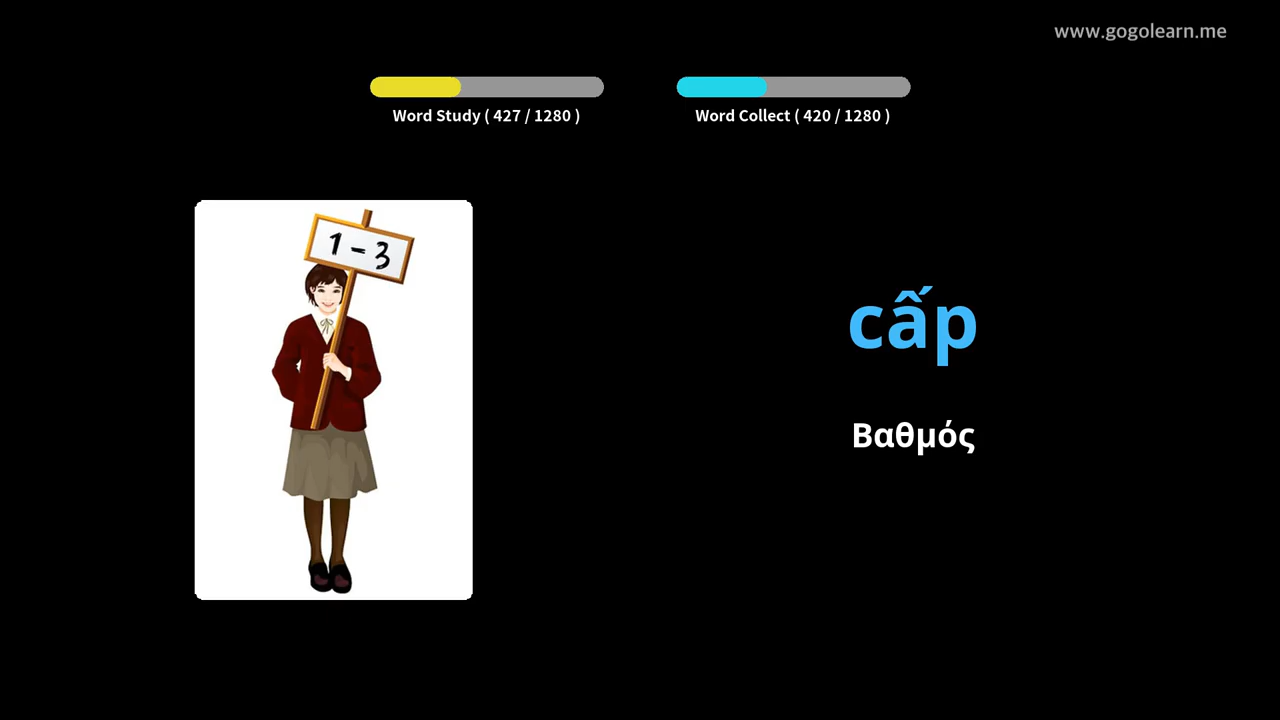 www.gogolearn.me
Word Study ( 427 / 1280 )
Word Collect ( 420 / 1280 )
1 - 3
cấp
Βαθμός